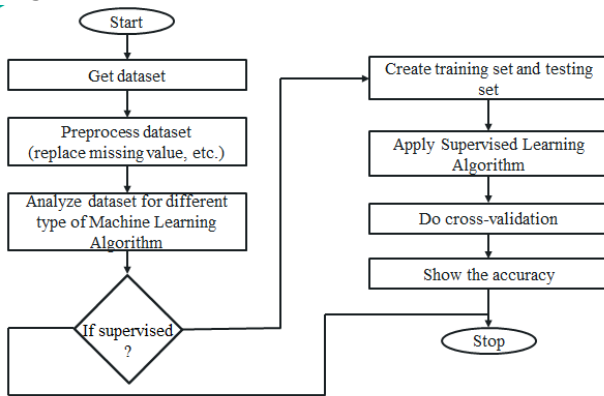 Start
Get dataset
Preprocess dataset
(replace missing value, etc.)
Analyze dataset for different
type of Machine Learning
Algorithm
If supervised
?
Create training set and testing
set
Apply Supervised Learning
Algorithm
Do cross-validation
Show the accuracy
Stop